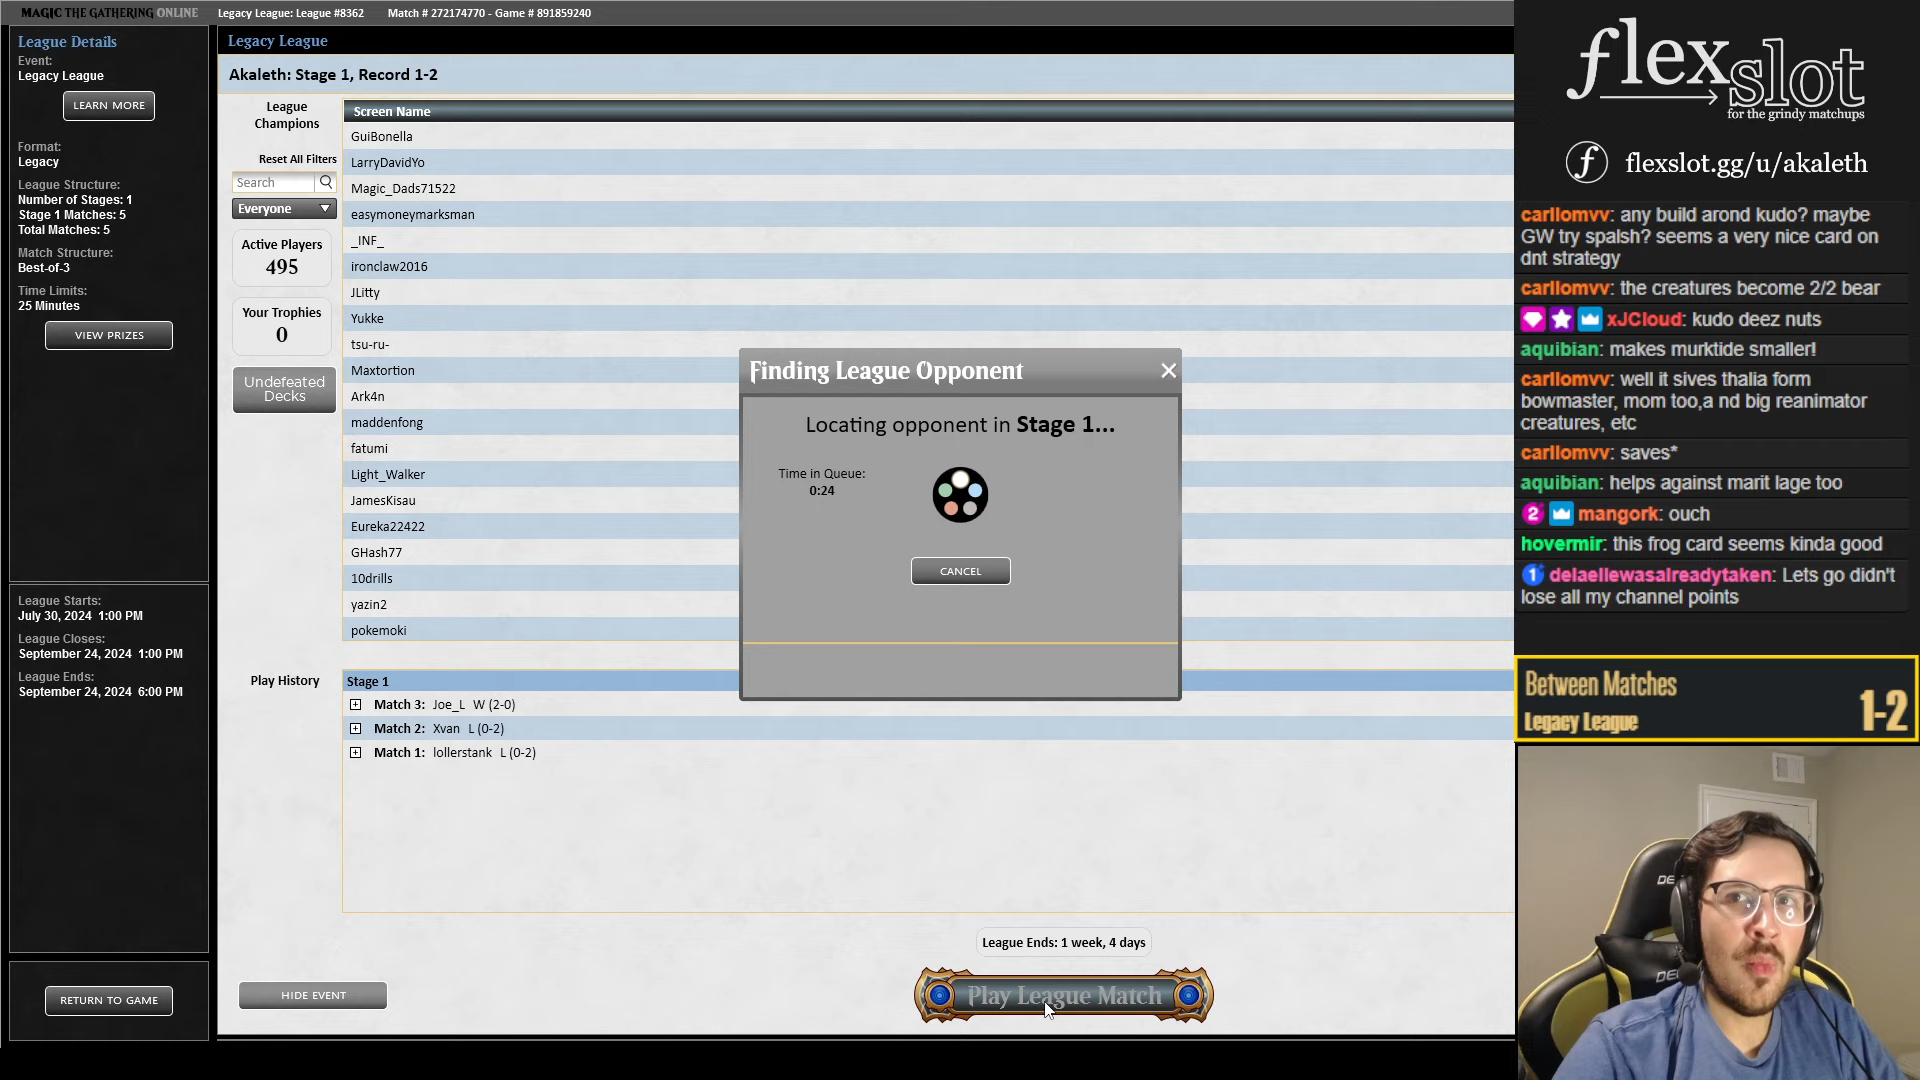 MAGIC THE GATHERING ONLINE
Legacy League: League #8362
Match # 272174770 - Game # 891859240
League Details
Event:
Legacy League
LEARN MORE
Format:
Legacy
League Structure:
Number of Stages: 1
Stage 1 Matches: 5
Total Matches: 5
Match Structure:
Best-of-3
Time Limits:
25 Minutes
VIEW PRIZES
League Starts:
July 30, 2024 1:00 PM
League Closes:
September 24, 2024 1:00 PM
League Ends:
September 24, 2024 6:00 PM
RETURN TO GAME
Legacy League
Akaleth: Stage 1, Record 1-2
League
Champions
Reset All Filters
Search
Everyone
Active Players
495
Your Trophies
0
Undefeated
Decks
Screen Name
GuiBonella
LarryDavidYo
Magic_Dads71522
easymoneymarksman
_INF_
ironclaw2016
JLitty
Yukke
tsu-ru-
Maxtortion
Ark4n
maddenfong
fatumi
Light_Walker
JamesKisau
Eureka22422
GHash77
10drills
yazin2
pokemoki
Finding League Opponent
Locating opponent in Stage 1...
Time in Queue:
0:24
CANCEL
Play History
Stage 1
Match 3: Joe_L W (2-0)
Match 2: Xvan L (0-2)
Match 1: lollerstank L (0-2)
League Ends: 1 week, 4 days
HIDE EVENT
Play League Match
flex slot
for the grindy matchups
flexslot.gg/u/akaleth
carllomvv: any build arond kudo? maybe
GW try spalsh? seems a very nice card on
dnt strategy
carllomvv: the creatures become 2/2 bear
xJCloud: kudo deez nuts
aquibian: makes murktide smaller!
carllomvv: well it sives thalia form
bowmaster, mom too,a nd big reanimator
creatures, etc
carllomvv: saves*
aquibian: helps against marit lage too
2 mangork: ouch
hovermir: this frog card seems kinda good
1 delaellewasalreadytaken: Lets go didn't
lose all my channel points
Between Matches
Legacy League
1-2